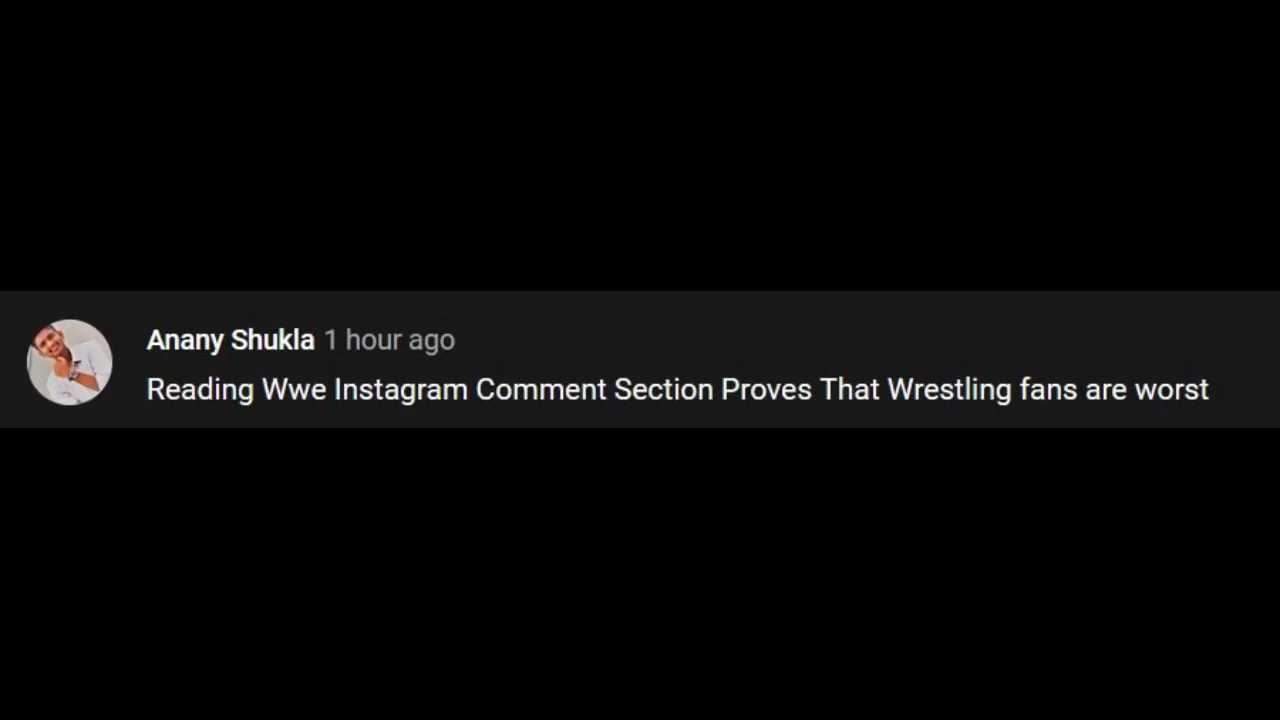 Anany Shukla 1 hour ago
Reading Wwe Instagram Comment Section Proves That Wrestling fans are worst